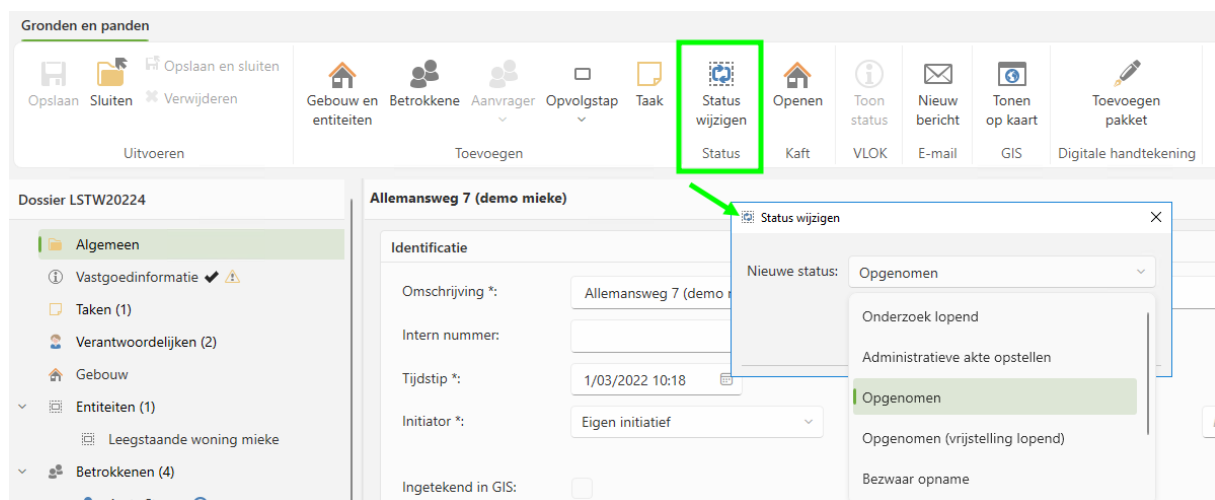 Gronden en panden
Opslaan
Sluiten
Opslaan en sluiten
Verwijderen
Uitvoeren
Gebouw en
entiteiten
Betrokkene
Aanvrager
Opvolgstap
Taak
Toevoegen
Status
wijzigen
Status
Openen
Kaft
Toon
status
VLOK
Nieuw
bericht
E-mail
Tonen
op kaart
GIS
Toevoegen
pakket
Digitale handtekening
Dossier LSTW20224
Algemeen
Vastgoedinformatie
Taken (1)
Verantwoordelijken (2)
Gebouw
Entiteiten (1)
Leegstaande woning mieke
Betrokkenen (4)
Allemansweg 7 (demo mieke)
Identificatie
Omschrijving *:
Allemansweg 7 (demo
Intern nummer:
Tijdstip *:
1/03/2022 10:18
Initiator *:
Eigen initiatief
Ingetekend in GIS:
Status wijzigen
Nieuwe status:
Opgenomen
Onderzoek lopend
Administratieve akte opstellen
Opgenomen
Opgenomen (vrijstelling lopend)
Bezwaar opname